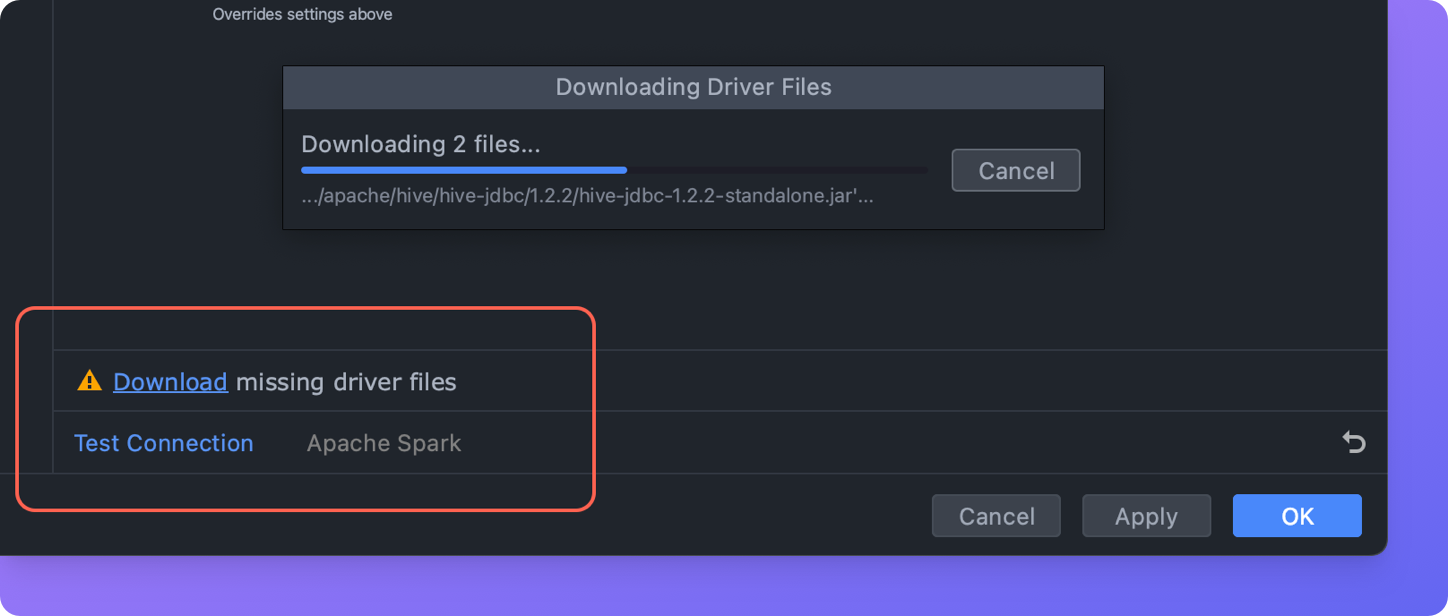 Overrides settings above
Downloading Driver Files
Downloading 2 files...
Cancel
.../apache/hive/hive-jdbc/1.2.2/hive-jdbc-1.2.2-standalone.jar'...
Download missing driver files
Test Connection Apache Spark
Cancel Apply OK